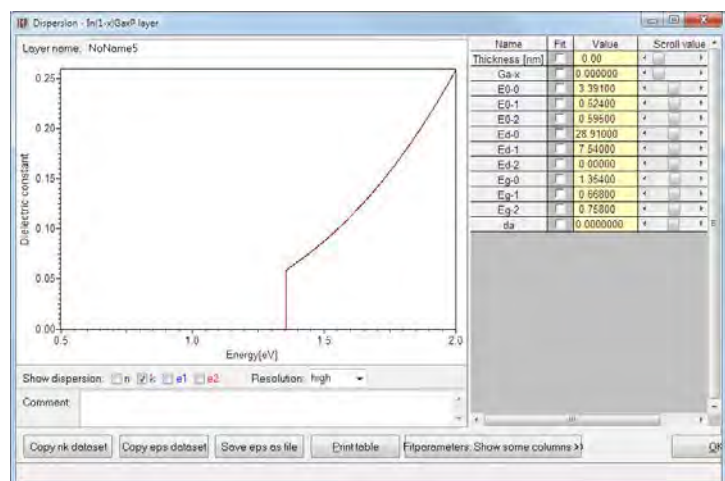 Dispersion - In(1-x)GaxP layer
Layer name: NoName5
Name Fit Value Scroll value
Thickness [nm] 0.00
Ga-x 0.000000
E0-0 3.39100
E0-1 0.52400
E0-2 0.59500
Ed-0 28.91000
Ed-1 7.54000
Ed-2 0.00000
Eg-0 1.35400
Eg-1 0.66800
Eg-2 0.75800
da 0.0000000
Dielectric constant
0.25
0.20
0.15
0.10
0.05
0.00
0.5 1.0 1.5 2.0
Energy[eV]
Show dispersion: n k e1 e2 Resolution: high
Comment:
Copy nk dataset Copy eps dataset Save eps as file Print table Fitparameters: Show some columns >> OK